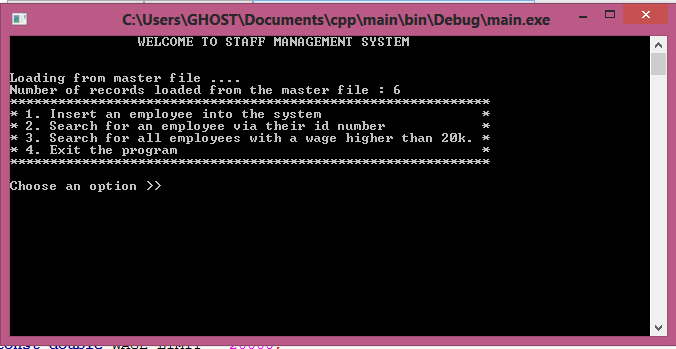 C:\Users\GHOST\Documents\cpp\main\bin\Debug\main.exe
WELCOME TO STAFF MANAGEMENT SYSTEM
Loading from master file ....
Number of records loaded from the master file : 6
************************************************************
* 1. Insert an employee into the system                    *
* 2. Search for an employee via their id number            *
* 3. Search for all employees with a wage higher than 20k. *
* 4. Exit the program                                      *
************************************************************
Choose an option >>
double